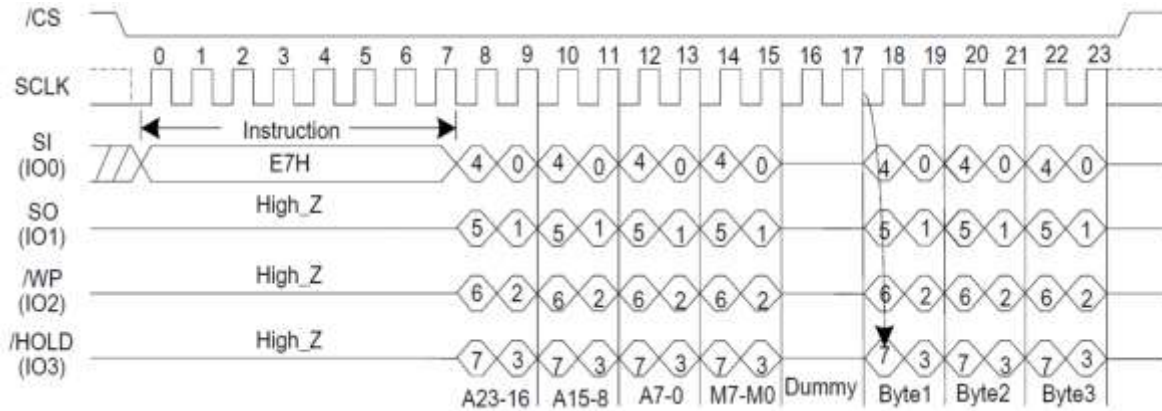 /CS
0 1 2 3 4 5 6 7 8 9 10 11 12 13 14 15 16 17 18 19 20 21 22 23
SCLK
Instruction
SI
(IO0)
E7H
4 0 4 0 4 0 4 0 4 0 4 0 4 0
SO
(IO1)
High_Z
5 1 5 1 5 1 5 1 5 1 5 1 5 1
/WP
(IO2)
High_Z
6 2 6 2 6 2 6 2 6 2 6 2 6 2
/HOLD
(IO3)
High_Z
7 3 7 3 7 3 7 3 7 3 7 3 7 3
A23-16 A15-8 A7-0 M7-M0 Dummy Byte1 Byte2 Byte3